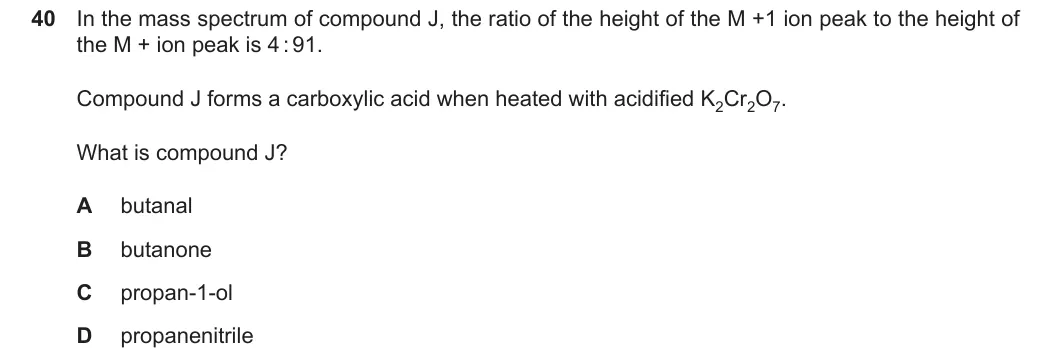 40 In the mass spectrum of compound J, the ratio of the height of the M +1 ion peak to the height of
the M + ion peak is 4 : 91.
Compound J forms a carboxylic acid when heated with acidified K₂Cr₂O₇.
What is compound J?
A butanal
B butanone
C propan-1-ol
D propanenitrile